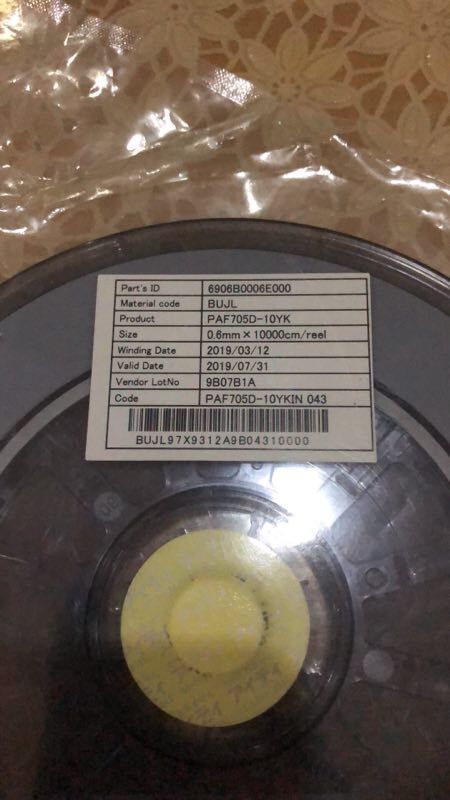 Part's ID 6906B0006E000
Material code BUJL
Product PAF705D-10YK
Size 0.6mm×10000cm/reel
Winding Date 2019/03/12
Valid Date 2019/07/31
Vendor LotNo 9B07B1A
Code PAF705D-10YKIN 043
BUJL97X9312A9B04310000